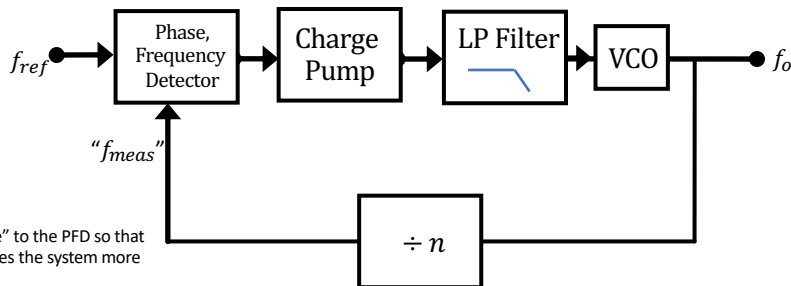 Phase,
Frequency
Detector
Charge
Pump
LP Filter
VCO
f_ref
f_o
“f_meas”
÷ n
” to the PFD so that
es the system more